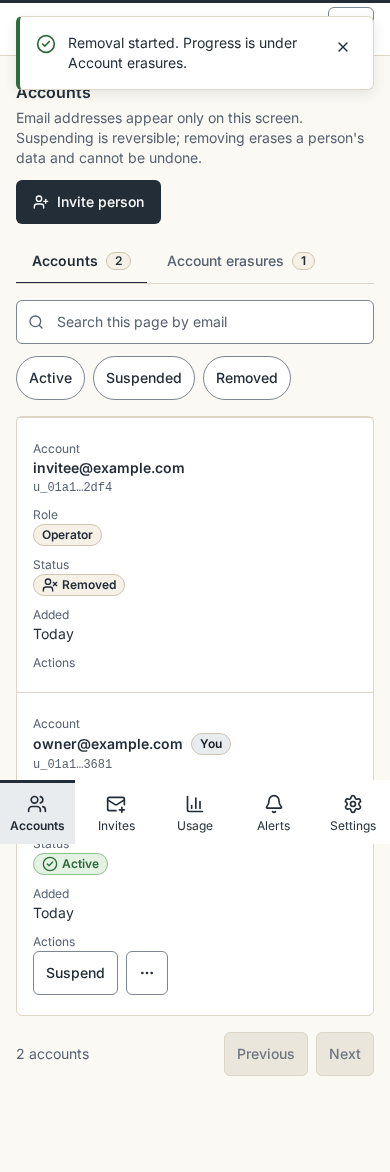 Removal started. Progress is under
Account erasures.
Accounts
Email addresses appear only on this screen.
Suspending is reversible; removing erases a person's
data and cannot be undone.
Invite person
Accounts 2 Account erasures 1
Search this page by email
Active Suspended Removed
Account
invitee@example.com
u_01a1…2df4
Role
Operator
Status
Removed
Added
Today
Actions
Account
owner@example.com You
u_01a1…3681
Accounts Invites Usage Alerts Settings
Status
Active
Added
Today
Actions
Suspend ...
2 accounts Previous Next